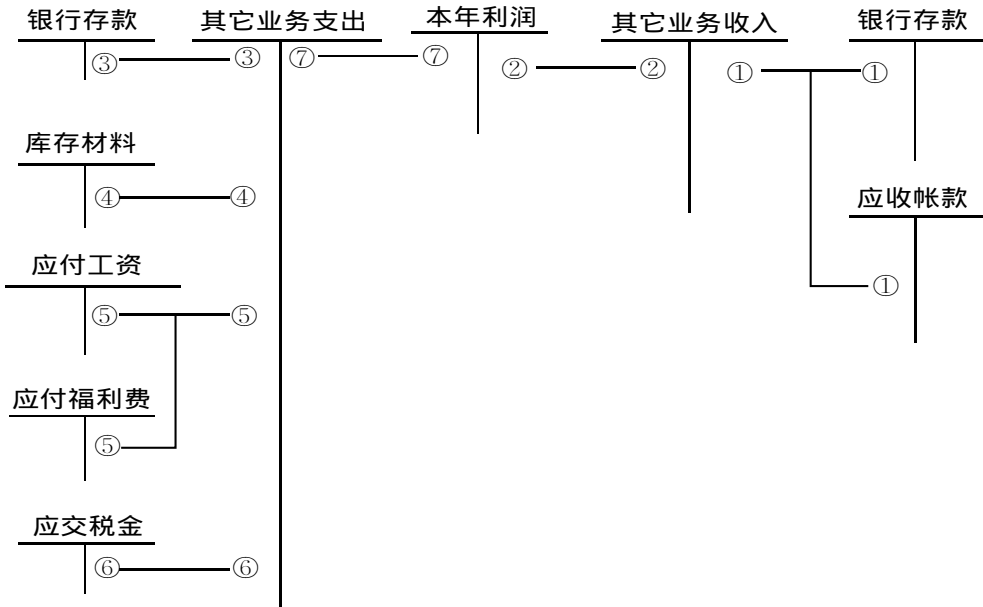 银行存款
其它业务支出
本年利润
其它业务收入
银行存款
③ ③ ⑦ ⑦ ② ② ① ①
库存材料
④ ④
应收帐款
应付工资
①
⑤ ⑤
应付福利费
⑤
应交税金
⑥ ⑥